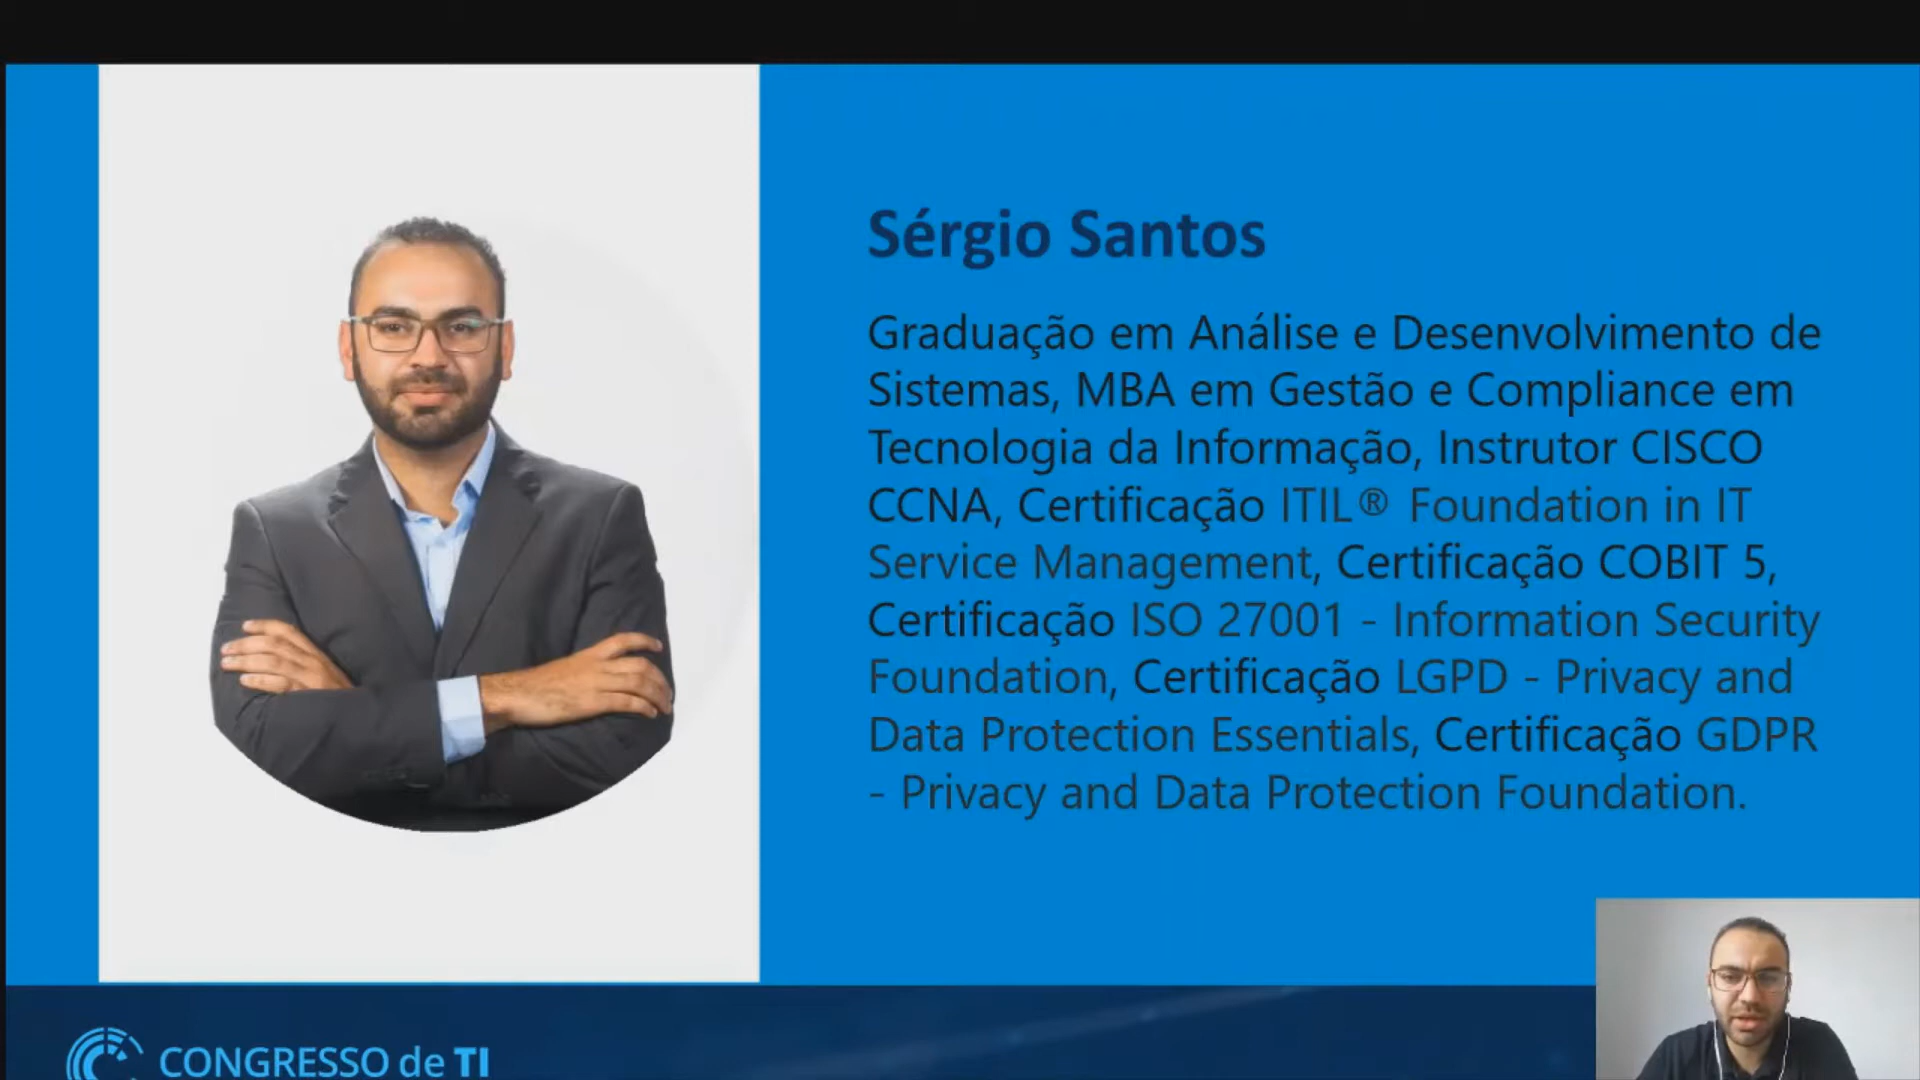 Sérgio Santos
Graduação em Análise e Desenvolvimento de
Sistemas, MBA em Gestão e Compliance em
Tecnologia da Informação, Instrutor CISCO
CCNA, Certificação ITIL® Foundation in IT
Service Management, Certificação COBIT 5,
Certificação ISO 27001 - Information Security
Foundation, Certificação LGPD - Privacy and
Data Protection Essentials, Certificação GDPR
- Privacy and Data Protection Foundation.
CONGRESSO de TI